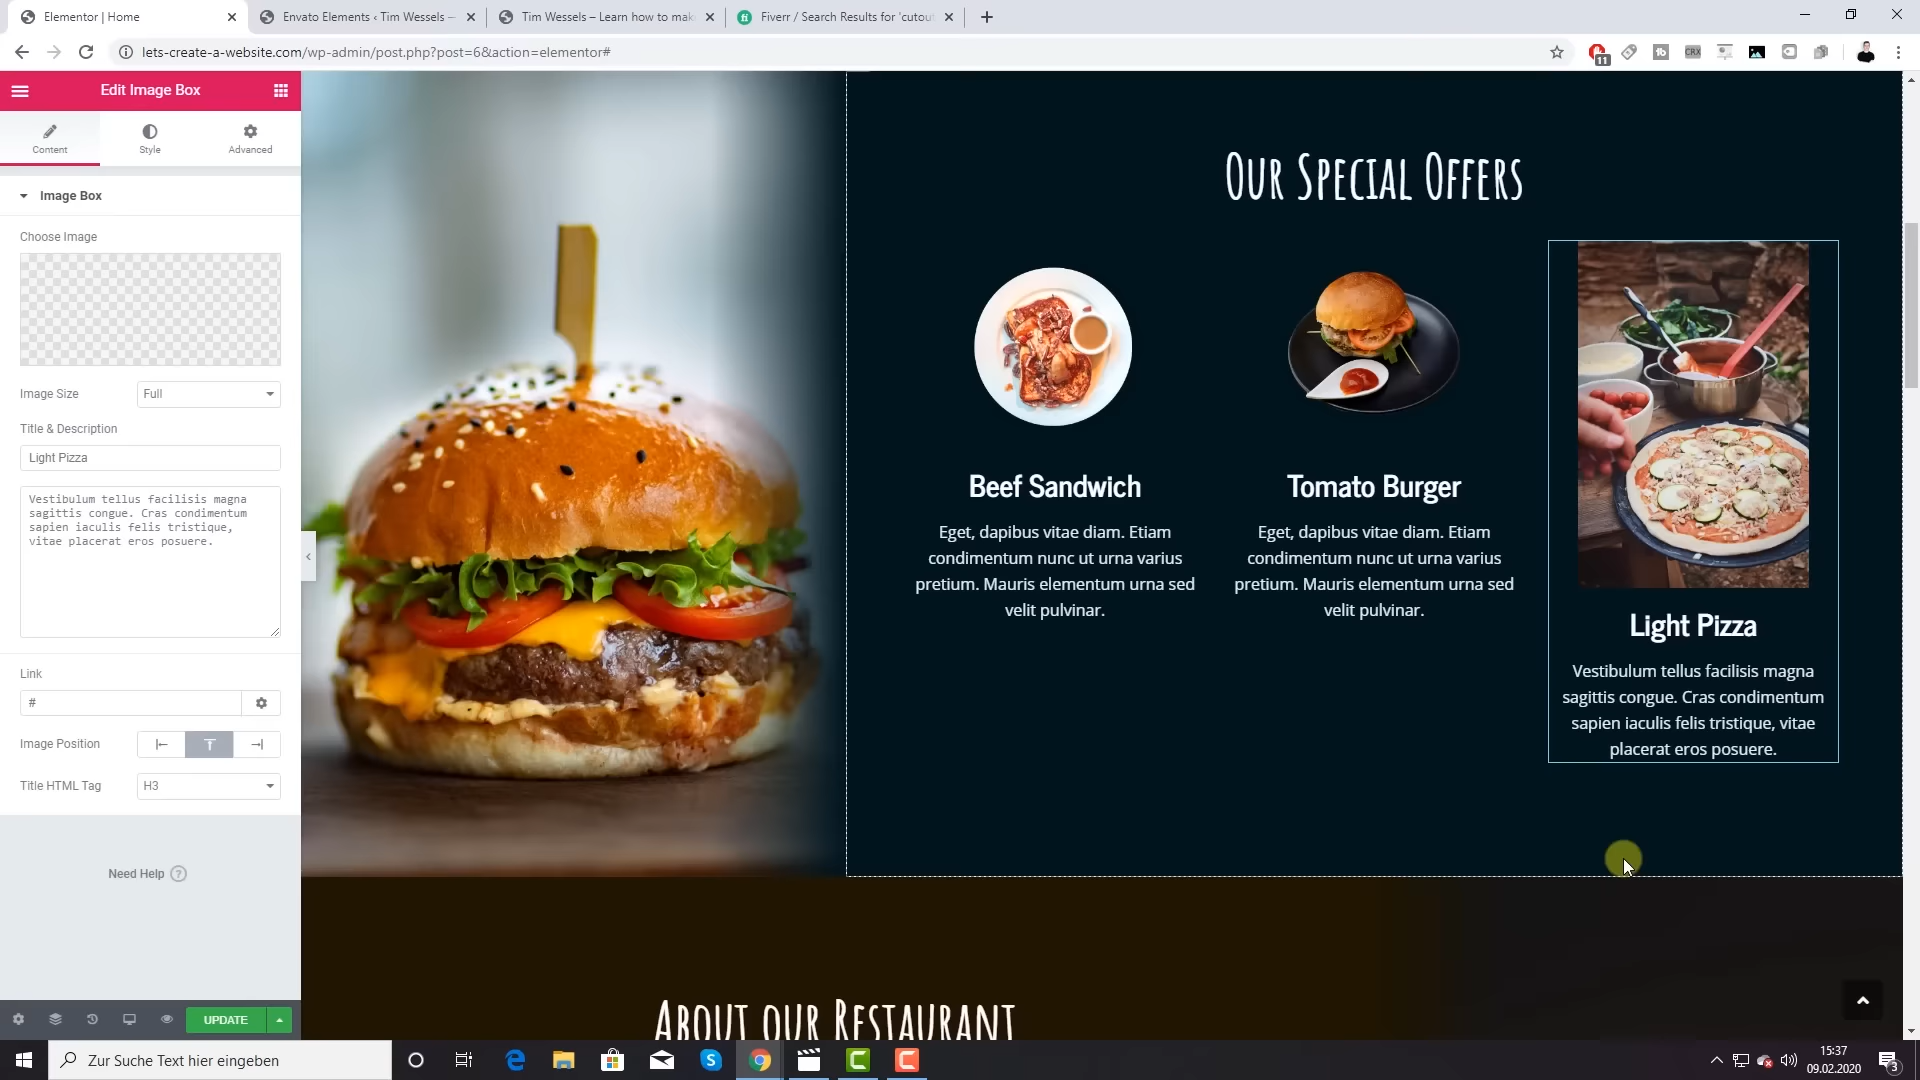 Elementor | Home
Envato Elements ‹ Tim Wessels —
Tim Wessels – Learn how to mak
Fiverr / Search Results for 'cutou
lets-create-a-website.com/wp-admin/post.php?post=6&action=elementor#
11
CRX
Edit Image Box
Content
Style
Advanced
Image Box
Choose Image
Image Size
Full
Title & Description
Light Pizza
Vestibulum tellus facilisis magna
sagittis congue. Cras condimentum
sapien iaculis felis tristique,
vitae placerat eros posuere.
Link
#
Image Position
Title HTML Tag
H3
Need Help ?
UPDATE
Our Special Offers
Beef Sandwich
Eget, dapibus vitae diam. Etiam
condimentum nunc ut urna varius
pretium. Mauris elementum urna sed
velit pulvinar.
Tomato Burger
Eget, dapibus vitae diam. Etiam
condimentum nunc ut urna varius
pretium. Mauris elementum urna sed
velit pulvinar.
Light Pizza
Vestibulum tellus facilisis magna
sagittis congue. Cras condimentum
sapien iaculis felis tristique, vitae
placerat eros posuere.
About our Restaurant
Zur Suche Text hier eingeben
15:37
09.02.2020
3